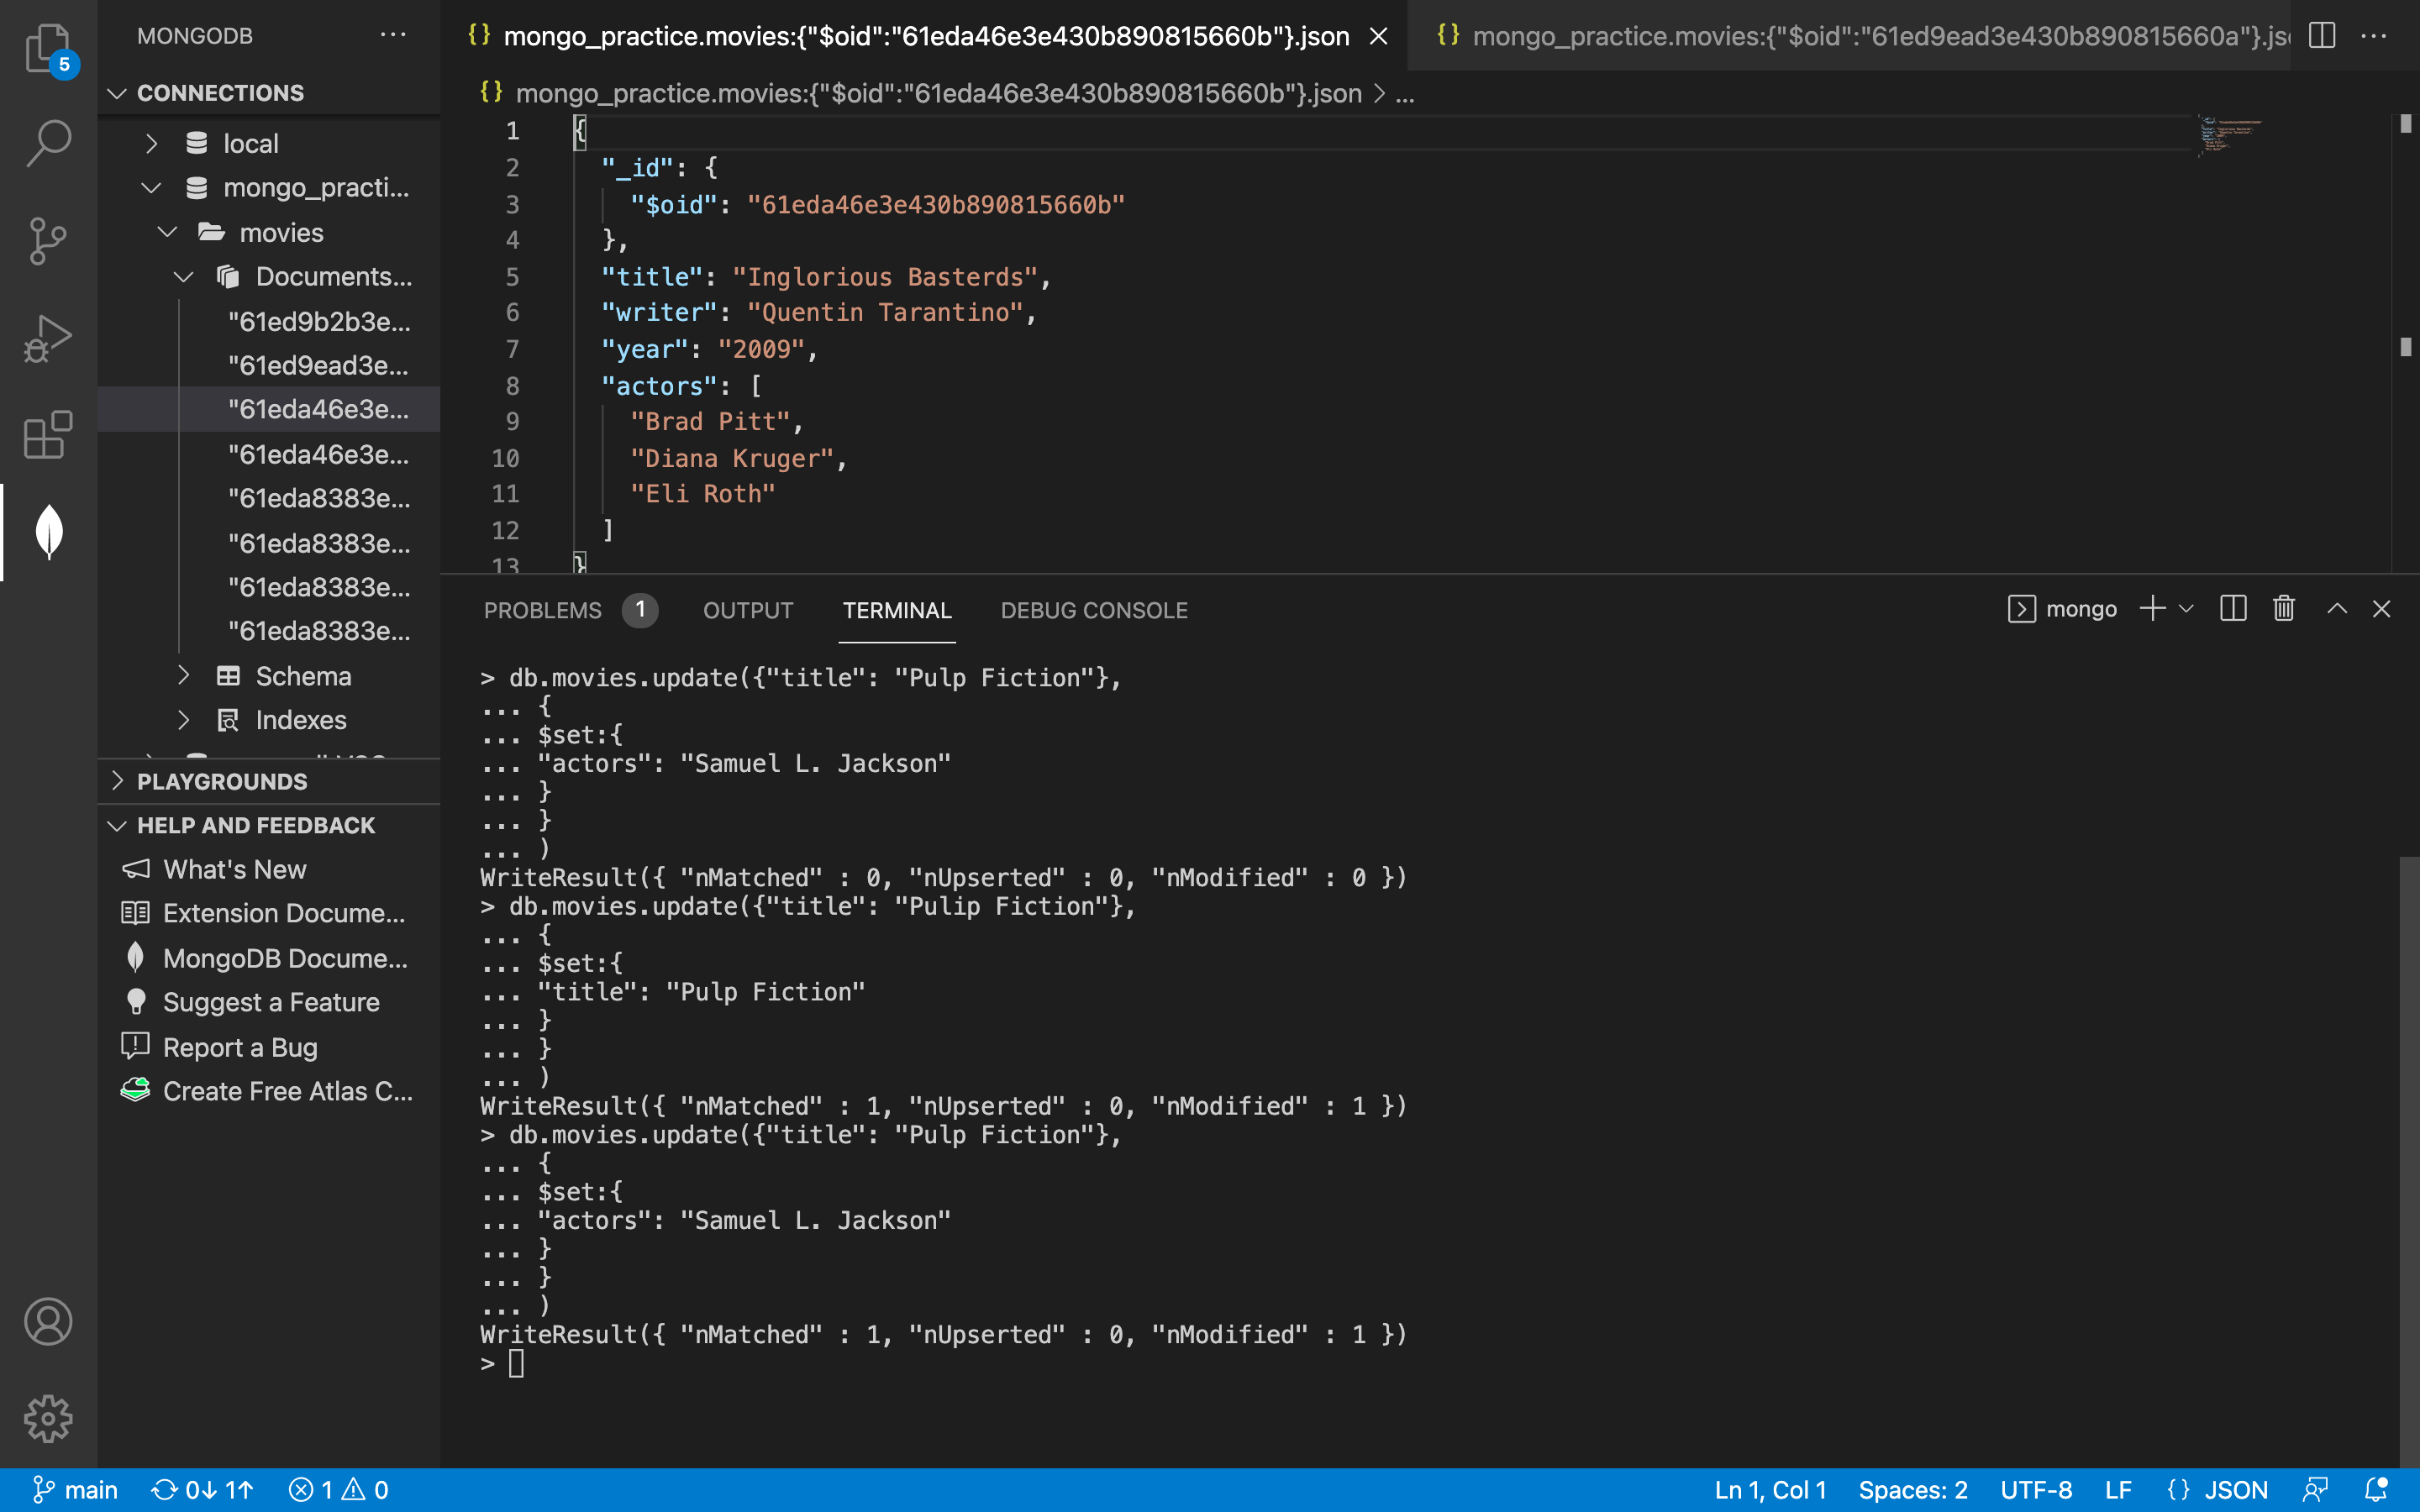 MONGODB
CONNECTIONS
local
mongo_practi...
movies
Documents...
"61ed9b2b3e...
"61ed9ead3e...
"61eda46e3e...
"61eda46e3e...
"61eda8383e...
"61eda8383e...
"61eda8383e...
"61eda8383e...
Schema
Indexes
PLAYGROUNDS
HELP AND FEEDBACK
What's New
Extension Docume...
MongoDB Docume...
Suggest a Feature
Report a Bug
Create Free Atlas C...
5
{} mongo_practice.movies:{"$oid":"61eda46e3e430b890815660b"}.json
{} mongo_practice.movies:{"$oid":"61ed9ead3e430b890815660a"}.js
{} mongo_practice.movies:{"$oid":"61eda46e3e430b890815660b"}.json > ...
1 {
2 "_id": {
3 "$oid": "61eda46e3e430b890815660b"
4 },
5 "title": "Inglorious Basterds",
6 "writer": "Quentin Tarantino",
7 "year": "2009",
8 "actors": [
9 "Brad Pitt",
10 "Diana Kruger",
11 "Eli Roth"
12 ]
13 }
PROBLEMS 1 OUTPUT TERMINAL DEBUG CONSOLE
mongo
> db.movies.update({"title": "Pulp Fiction"},
... {
... $set:{
... "actors": "Samuel L. Jackson"
... }
... }
... )
WriteResult({ "nMatched" : 0, "nUpserted" : 0, "nModified" : 0 })
> db.movies.update({"title": "Pulip Fiction"},
... {
... $set:{
... "title": "Pulp Fiction"
... }
... }
... )
WriteResult({ "nMatched" : 1, "nUpserted" : 0, "nModified" : 1 })
> db.movies.update({"title": "Pulp Fiction"},
... {
... $set:{
... "actors": "Samuel L. Jackson"
... }
... }
... )
WriteResult({ "nMatched" : 1, "nUpserted" : 0, "nModified" : 1 })
>
main 0↓ 1↑ 1 0
Ln 1, Col 1 Spaces: 2 UTF-8 LF {} JSON